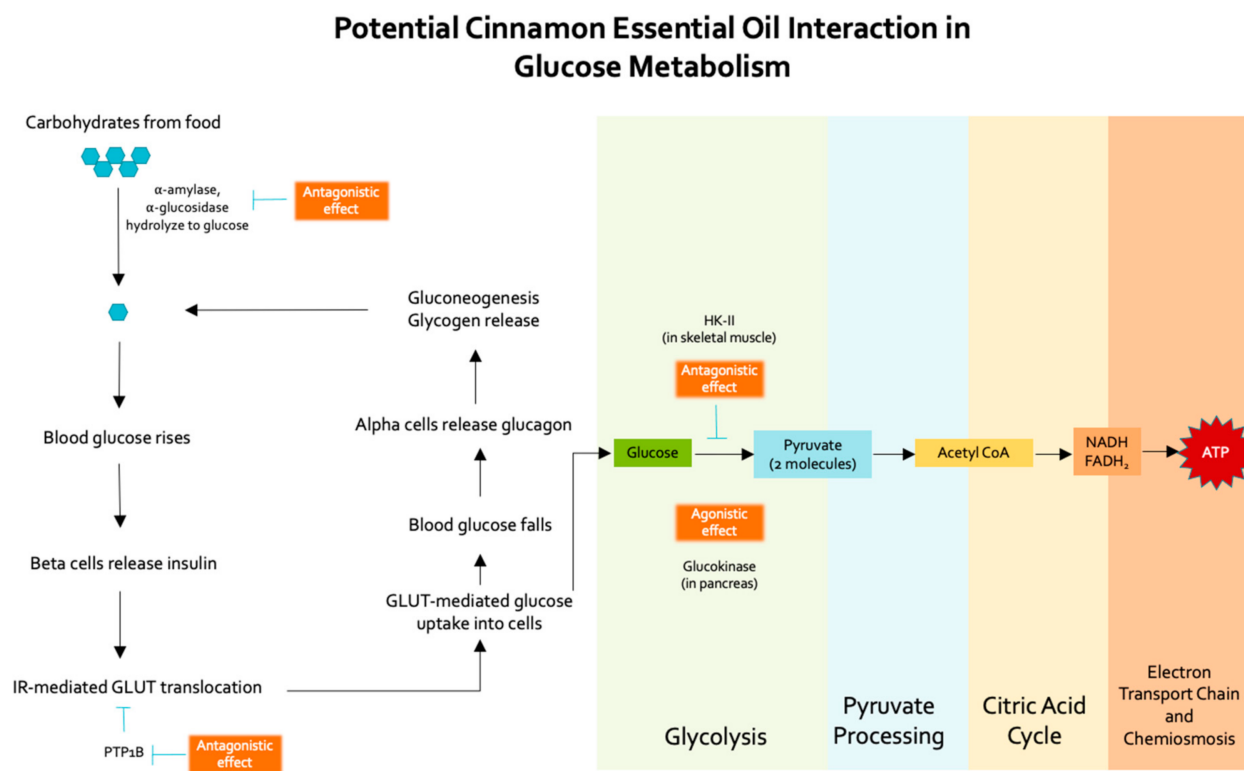 Potential Cinnamon Essential Oil Interaction in
Glucose Metabolism
Carbohydrates from food
α-amylase,
α-glucosidase
hydrolyze to glucose
Antagonistic
effect
Gluconeogenesis
Glycogen release
Blood glucose rises
Alpha cells release glucagon
Blood glucose falls
Beta cells release insulin
GLUT-mediated glucose
uptake into cells
IR-mediated GLUT translocation
PTP1B
Antagonistic
effect
HK-II
(in skeletal muscle)
Antagonistic
effect
Glucose
Pyruvate
(2 molecules)
Acetyl CoA
NADH
FADH₂
ATP
Agonistic
effect
Glucokinase
(in pancreas)
Glycolysis
Pyruvate
Processing
Citric Acid
Cycle
Electron
Transport Chain
and
Chemiosmosis